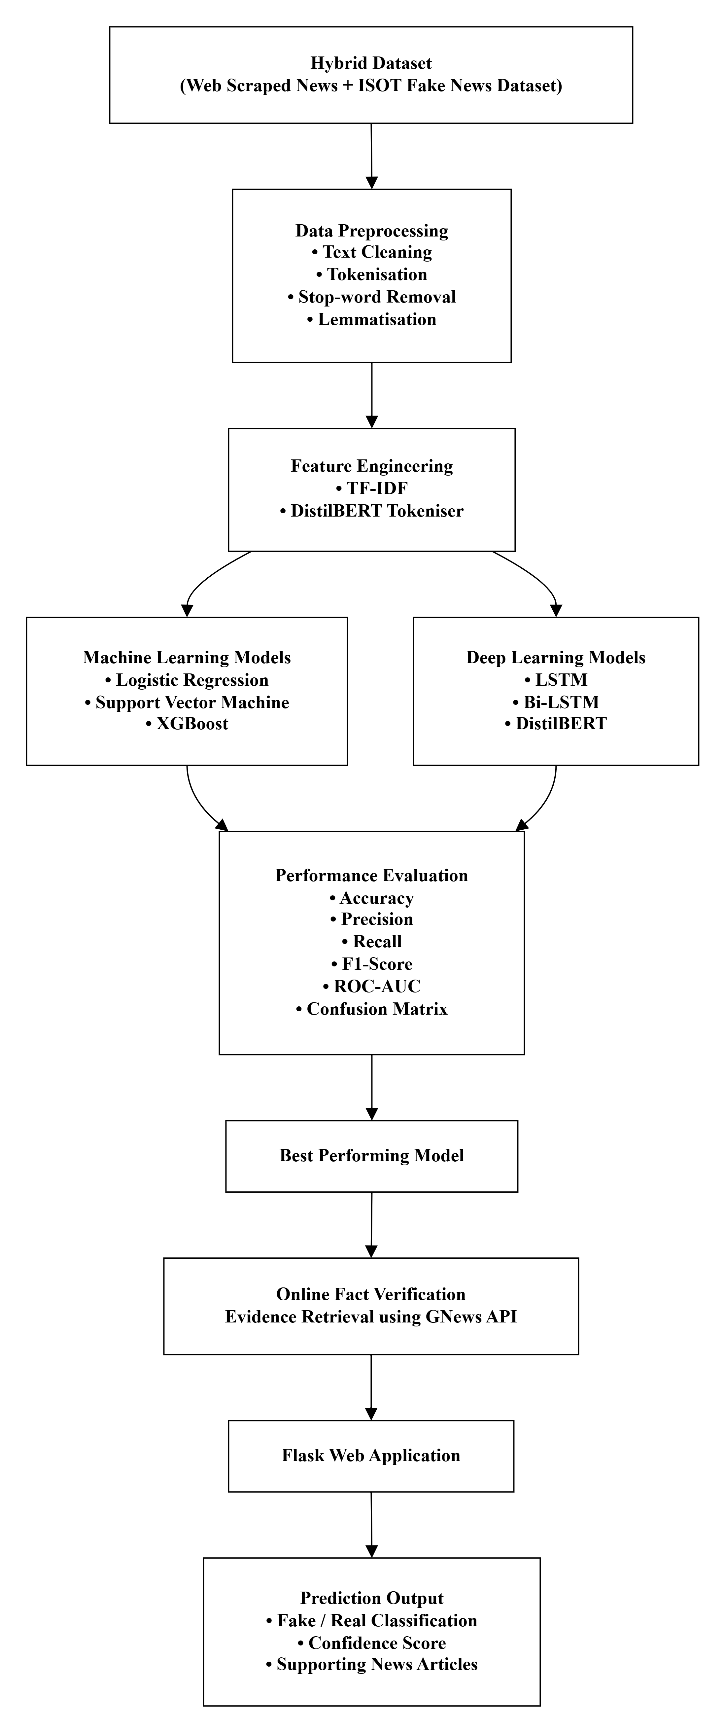 Hybrid Dataset
(Web Scraped News + ISOT Fake News Dataset)
Data Preprocessing
• Text Cleaning
• Tokenisation
• Stop-word Removal
• Lemmatisation
Feature Engineering
• TF-IDF
• DistilBERT Tokeniser
Machine Learning Models
• Logistic Regression
• Support Vector Machine
• XGBoost
Deep Learning Models
• LSTM
• Bi-LSTM
• DistilBERT
Performance Evaluation
• Accuracy
• Precision
• Recall
• F1-Score
• ROC-AUC
• Confusion Matrix
Best Performing Model
Online Fact Verification
Evidence Retrieval using GNews API
Flask Web Application
Prediction Output
• Fake / Real Classification
• Confidence Score
• Supporting News Articles